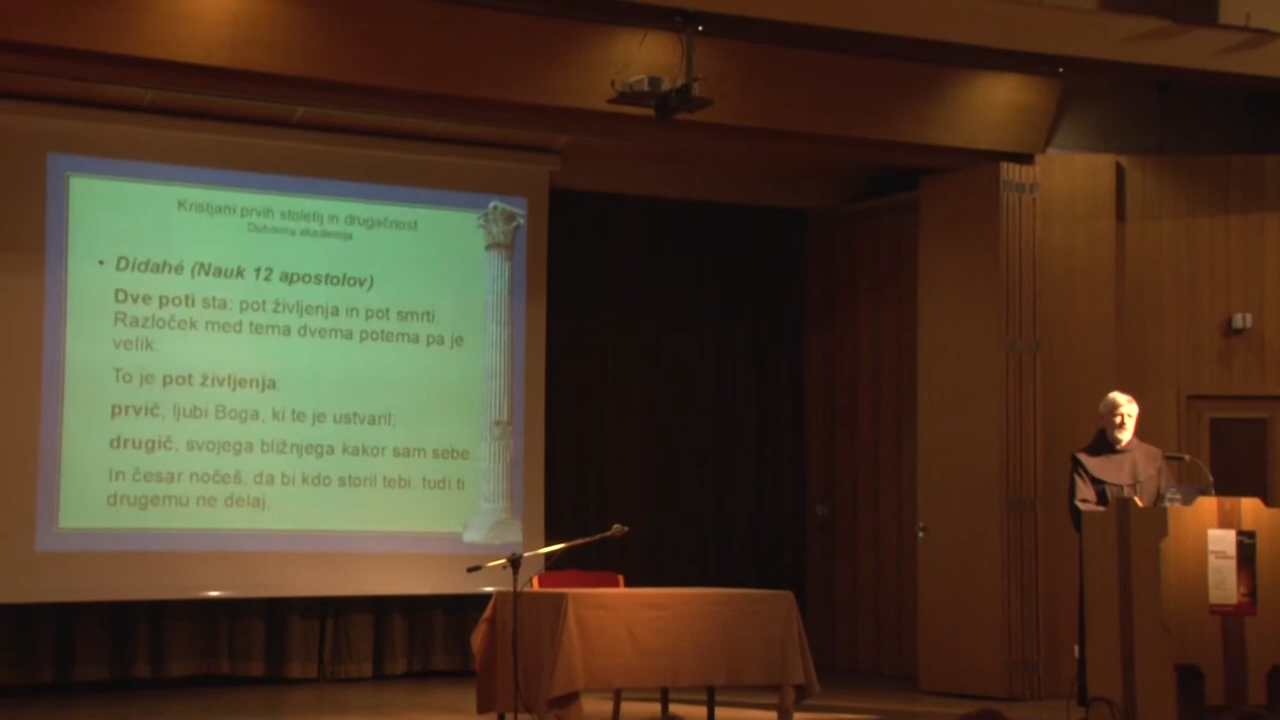 Kristjani prvih stoletij in drugačnost
Duhovna akademija
• Didahé (Nauk 12 apostolov)
Dve poti sta: pot življenja in pot smrti.
Razloček med tema dvema potema pa je
velik.
To je pot življenja:
prvič, ljubi Boga, ki te je ustvaril;
drugič, svojega bližnjega kakor sam sebe.
In česar nočeš, da bi kdo storil tebi, tudi ti
drugemu ne delaj.